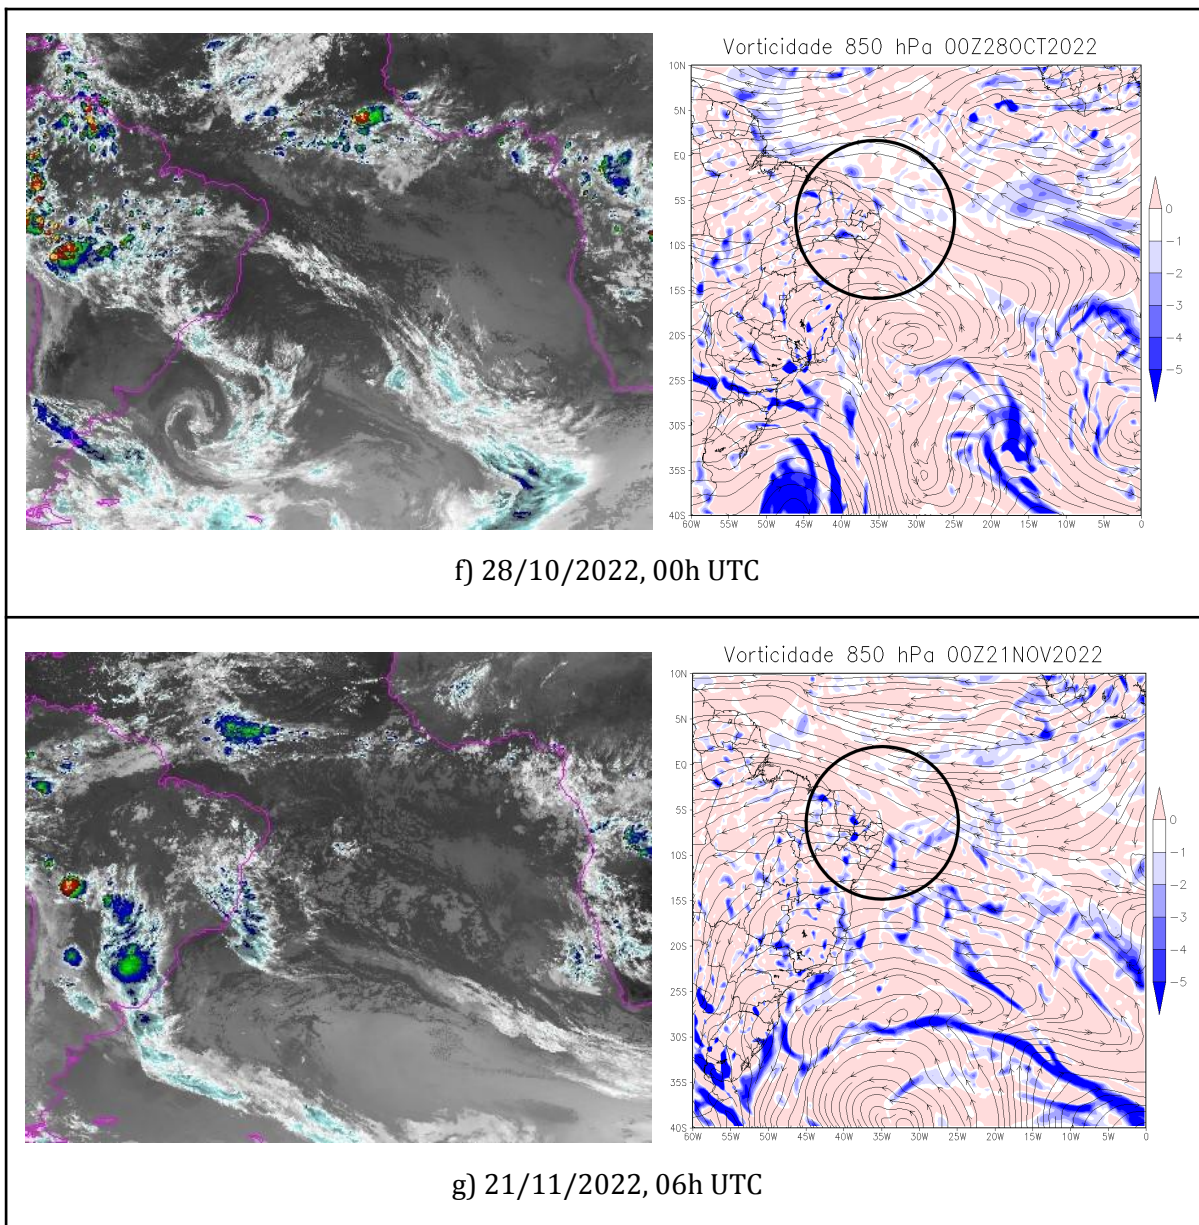 Vorticidade 850 hPa 00Z28OCT2022
10N
5N
EQ
5S
10S
15S
20S
25S
30S
35S
40S
60W 55W 50W 45W 40W 35W 30W 25W 20W 15W 10W 5W 0
0
-1
-2
-3
-4
-5
f) 28/10/2022, 00h UTC
Vorticidade 850 hPa 00Z21NOV2022
10N
5N
EQ
5S
10S
15S
20S
25S
30S
35S
40S
60W 55W 50W 45W 40W 35W 30W 25W 20W 15W 10W 5W 0
0
-1
-2
-3
-4
-5
g) 21/11/2022, 06h UTC